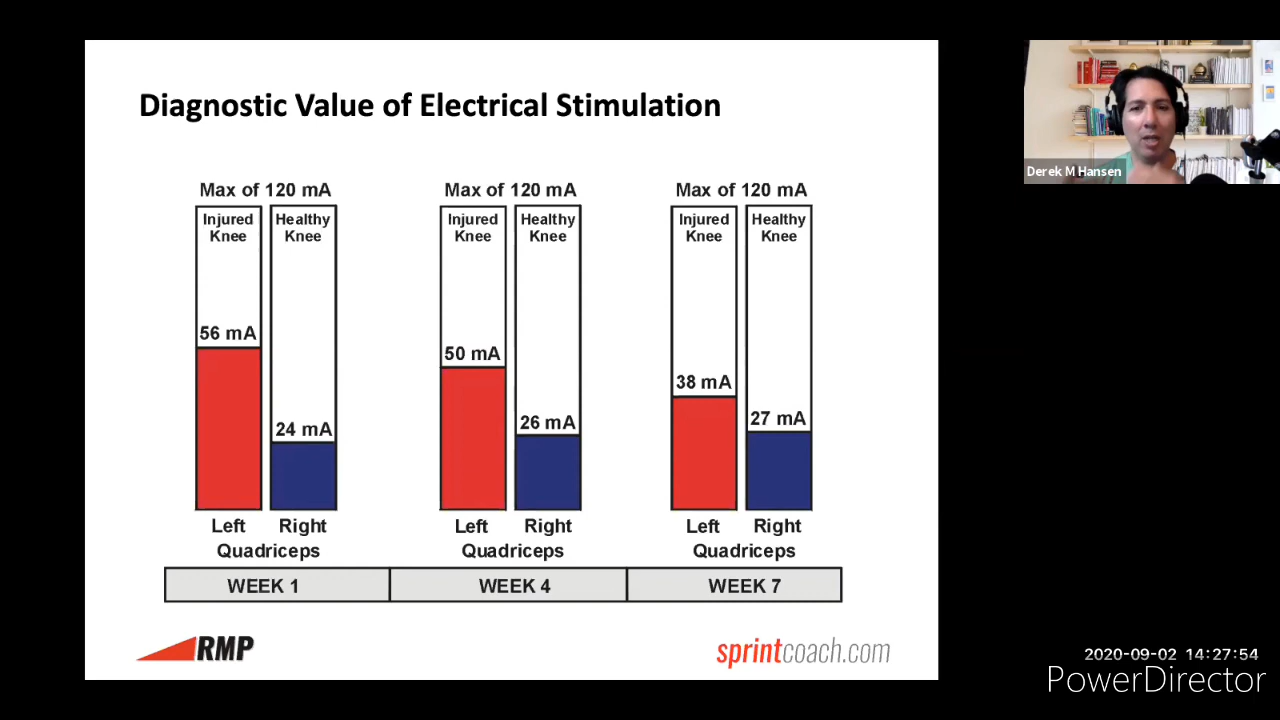 Diagnostic Value of Electrical Stimulation
Max of 120 mA
Injured
Knee
Healthy
Knee
56 mA
24 mA
Left
Right
Quadriceps
Max of 120 mA
Injured
Knee
Healthy
Knee
50 mA
26 mA
Left
Right
Quadriceps
Max of 120 mA
Injured
Knee
Healthy
Knee
38 mA
27 mA
Left
Right
Quadriceps
WEEK 1
WEEK 4
WEEK 7
RMP
sprintcoach.com
Derek M Hansen
2020-09-02 14:27:54
PowerDirector